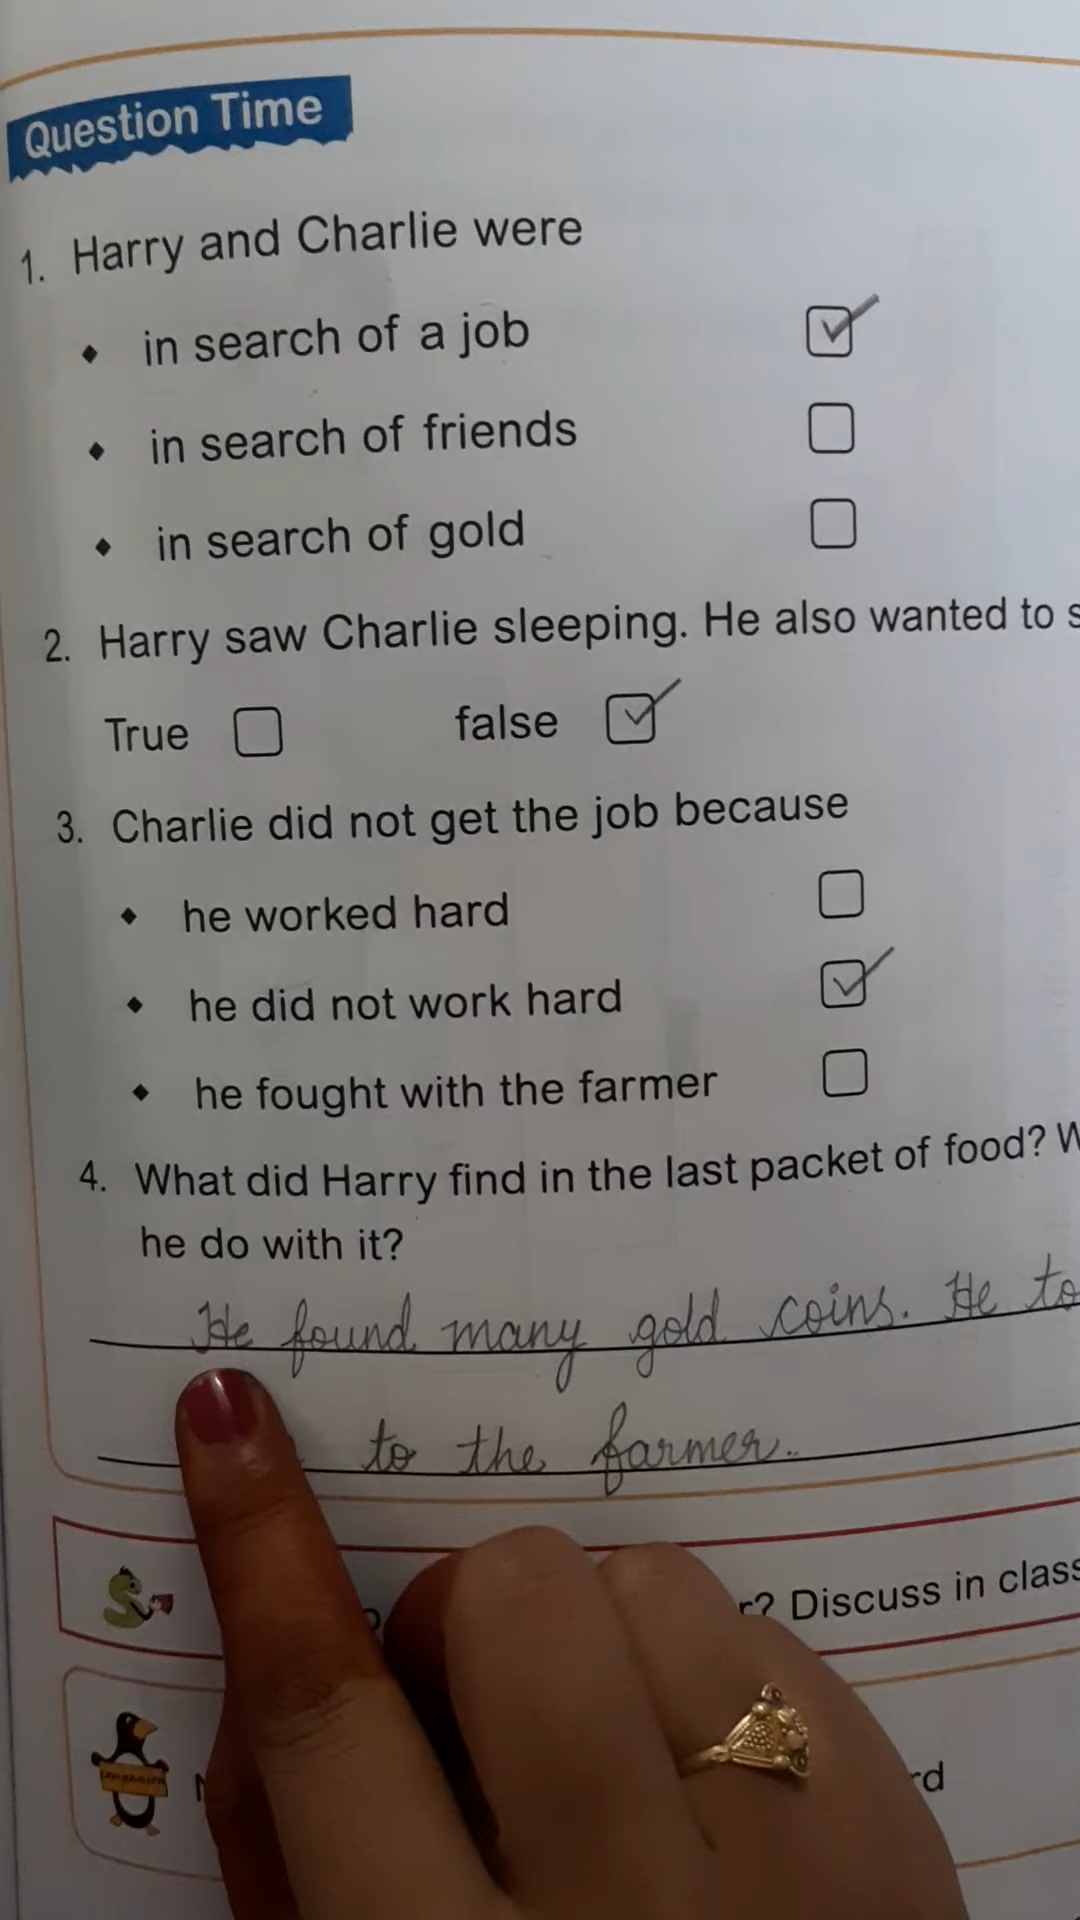 Question Time
1. Harry and Charlie were
in search of a job
in search of friends
in search of gold
2. Harry saw Charlie sleeping. He also wanted to s
True false
3. Charlie did not get the job because
he worked hard
he did not work hard
he fought with the farmer
4. What did Harry find in the last packet of food? W
he do with it?
He found many gold coins. He to
to the farmer.
r? Discuss in class
rd